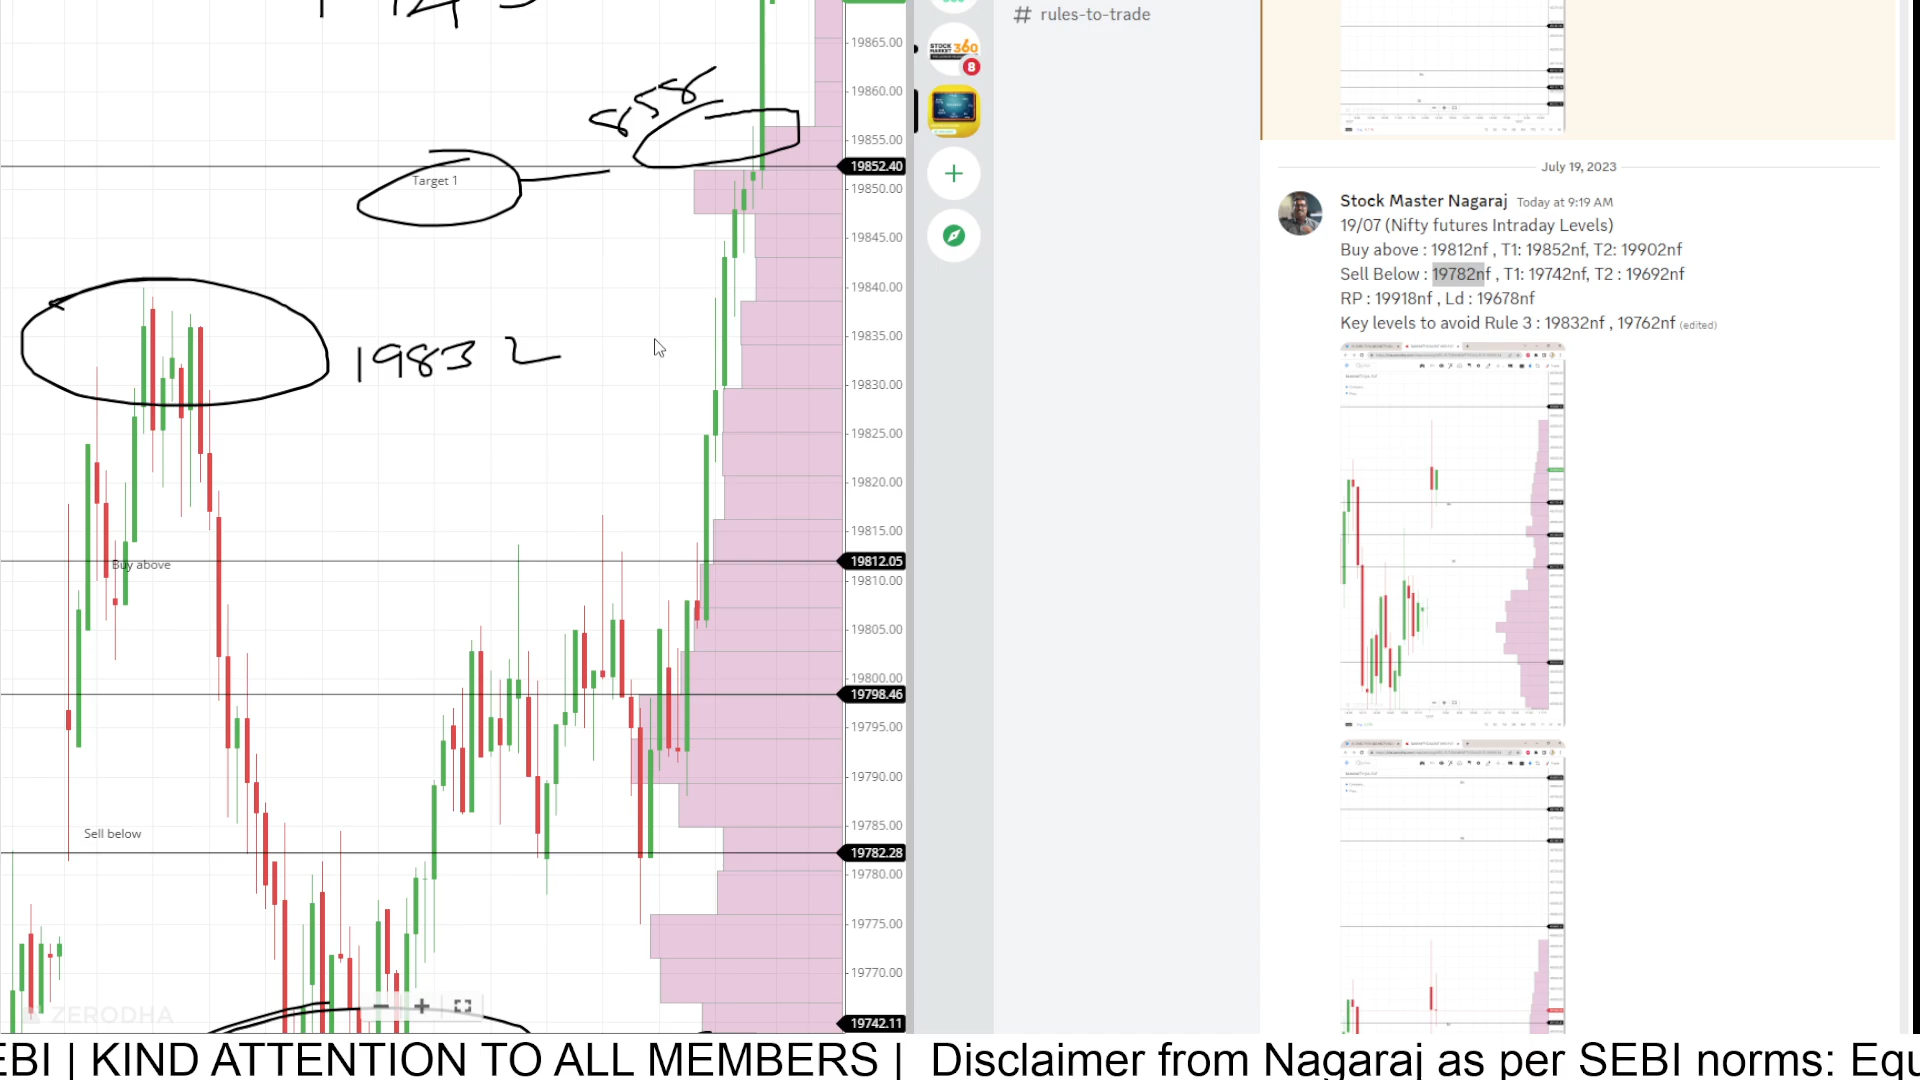 # rules-to-trade
STOCK
MARKET 360
8
19865.00
19860.00
19855.00
19852.40
19850.00
19845.00
19840.00
19835.00
19830.00
19825.00
19820.00
19815.00
19812.05
19810.00
19805.00
19800.00
19798.46
19795.00
19790.00
19785.00
19782.28
19780.00
19775.00
19770.00
19742.11
Target 1
19832
Buy above
Sell below
ZERODHA
July 19, 2023
Stock Master Nagaraj Today at 9:19 AM
19/07 (Nifty futures Intraday Levels)
Buy above : 19812nf , T1: 19852nf, T2: 19902nf
Sell Below : 19782nf , T1: 19742nf, T2 : 19692nf
RP : 19918nf , Ld : 19678nf
Key levels to avoid Rule 3 : 19832nf , 19762nf (edited)
EBI | KIND ATTENTION TO ALL MEMBERS | Disclaimer from Nagaraj as per SEBI norms: Equ